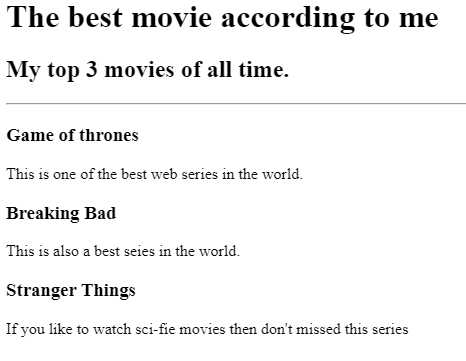 The best movie according to me
My top 3 movies of all time.
Game of thrones
This is one of the best web series in the world.
Breaking Bad
This is also a best seies in the world.
Stranger Things
If you like to watch sci-fie movies then don't missed this series